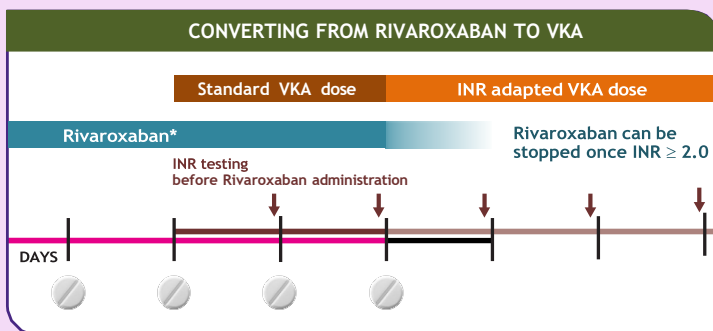 CONVERTING FROM RIVAROXABAN TO VKA
Standard VKA dose
INR adapted VKA dose
Rivaroxaban*
Rivaroxaban can be
stopped once INR ≥ 2.0
INR testing
before Rivaroxaban administration
DAYS